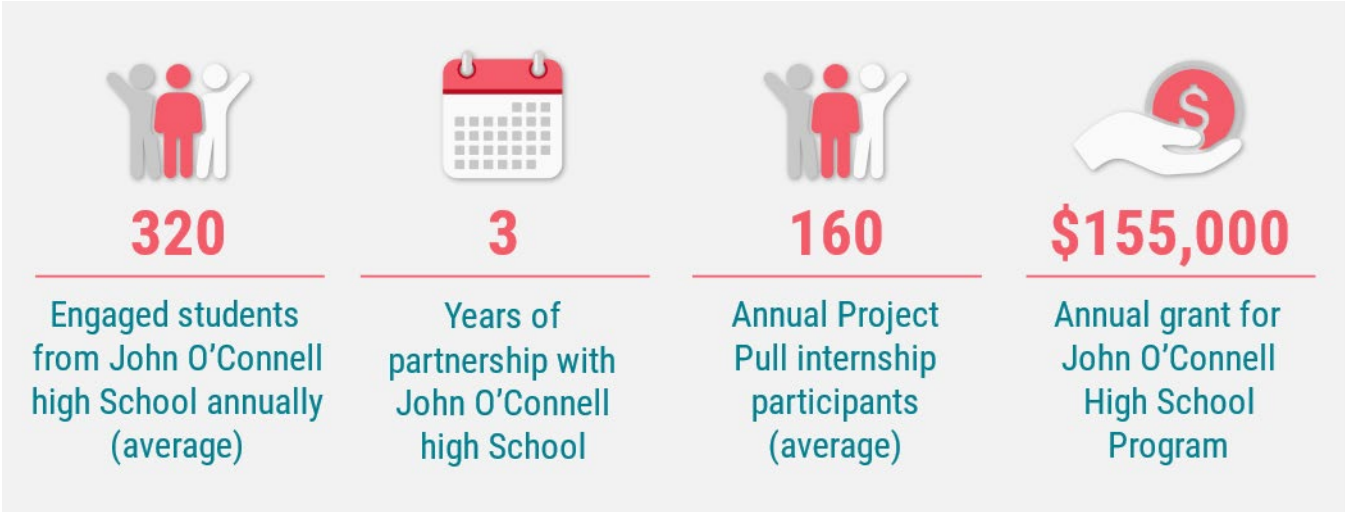 320
Engaged students
from John O'Connell
high School annually
(average)
3
Years of
partnership with
John O'Connell
high School
160
Annual Project
Pull internship
participants
(average)
$
$155,000
Annual grant for
John O'Connell
High School
Program